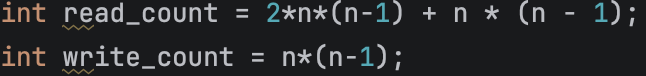 int read_count = 2*n*(n-1) + n * (n - 1);
int write_count = n*(n-1);